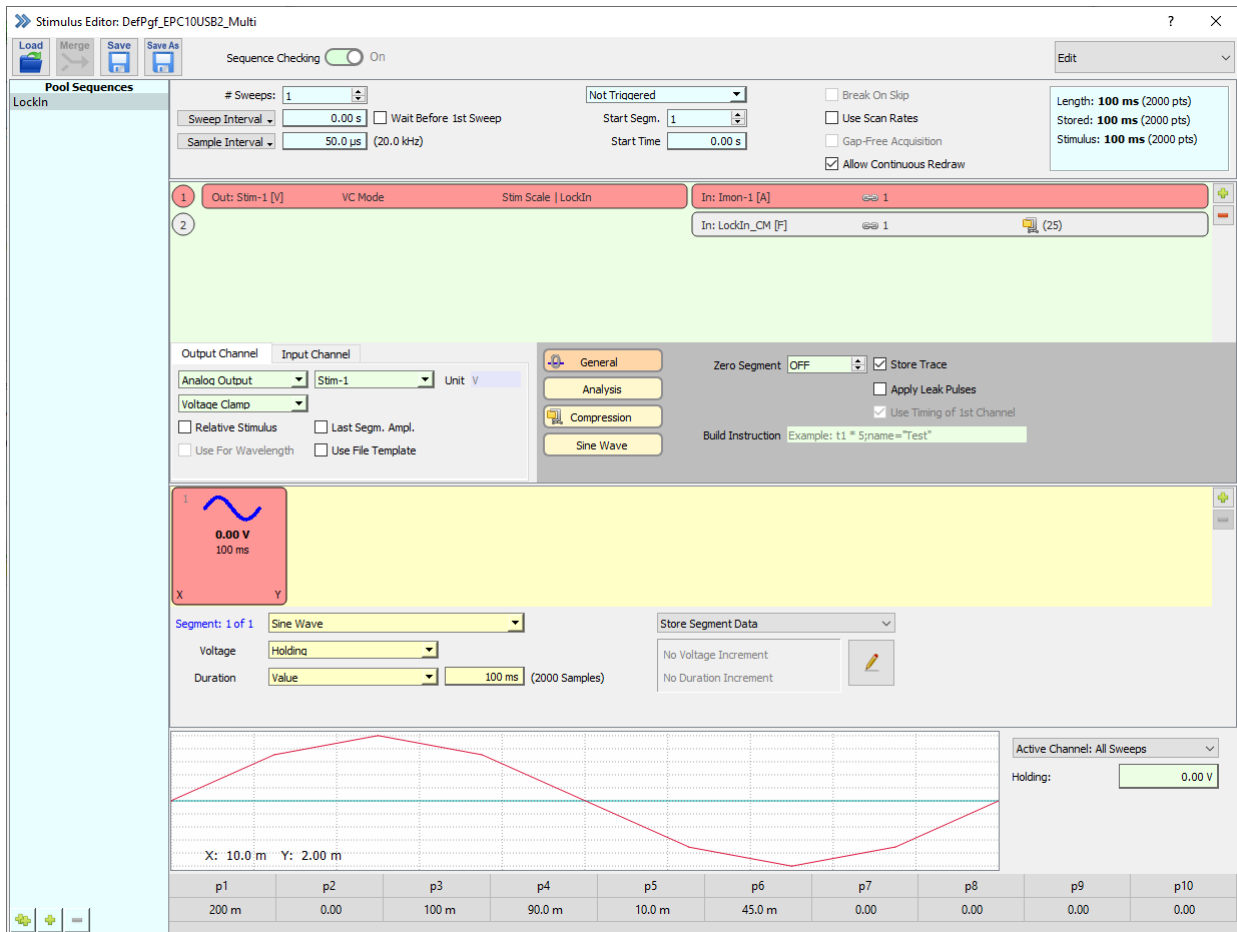 Stimulus Editor: DefPgf_EPC10USB2_Multi
?
Load Merge Save Save As
Sequence Checking On
Edit
Pool Sequences
LockIn
# Sweeps: 1
Sweep Interval 0.00 s Wait Before 1st Sweep
Sample Interval 50.0 µs (20.0 kHz)
Not Triggered
Start Segm. 1
Start Time 0.00 s
Break On Skip
Use Scan Rates
Gap-Free Acquisition
Allow Continuous Redraw
Length: 100 ms (2000 pts)
Stored: 100 ms (2000 pts)
Stimulus: 100 ms (2000 pts)
1 Out: Stim-1 [V] VC Mode Stim Scale | LockIn In: Imon-1 [A] 1
2 In: LockIn_CM [F] 1 (25)
Output Channel Input Channel
Analog Output Stim-1 Unit V
Voltage Clamp
Relative Stimulus Last Segm. Ampl.
Use For Wavelength Use File Template
General
Analysis
Compression
Sine Wave
Zero Segment OFF Store Trace
Apply Leak Pulses
Use Timing of 1st Channel
Build Instruction Example: t1 * 5;name="Test"
1
0.00 V
100 ms
X Y
Segment: 1 of 1 Sine Wave
Voltage Holding
Duration Value 100 ms (2000 Samples)
Store Segment Data
No Voltage Increment
No Duration Increment
X: 10.0 m Y: 2.00 m
Active Channel: All Sweeps
Holding: 0.00 V
p1 p2 p3 p4 p5 p6 p7 p8 p9 p10
200 m 0.00 100 m 90.0 m 10.0 m 45.0 m 0.00 0.00 0.00 0.00